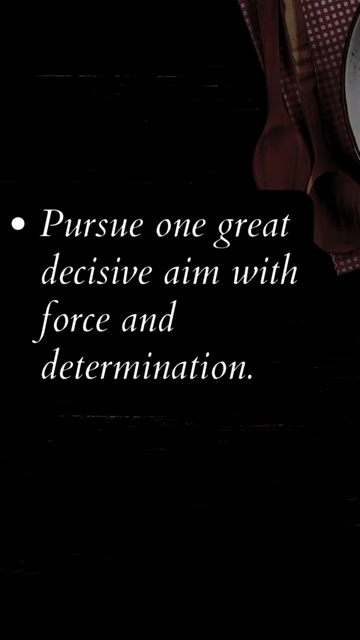 • Pursue one great
decisive aim with
force and
determination.